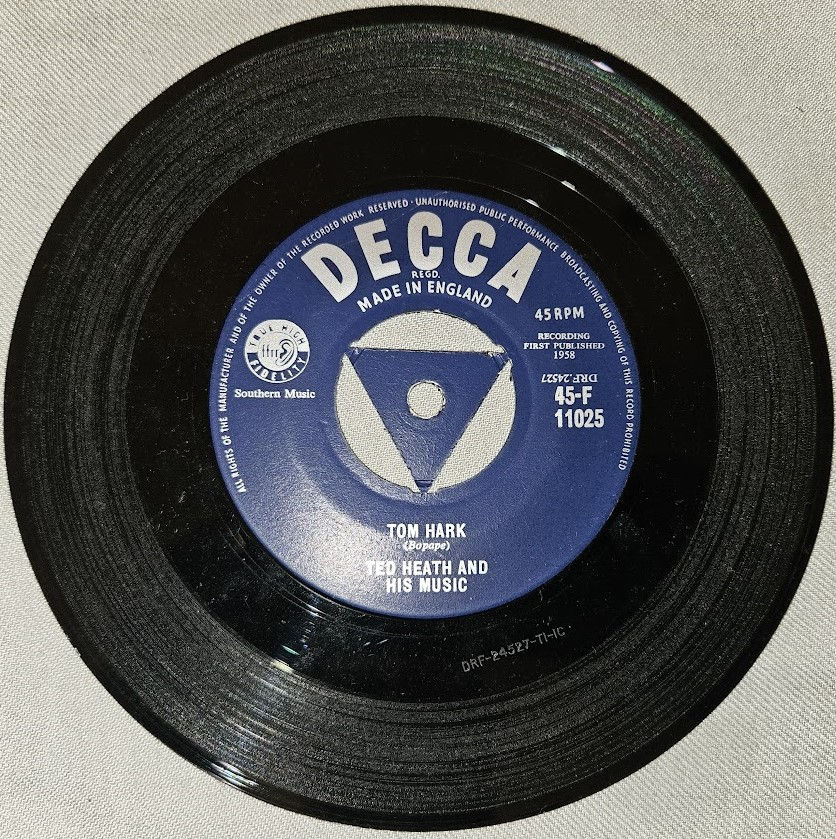 ALL RIGHTS OF THE MANUFACTURER AND OF THE OWNER OF THE RECORDED WORK RESERVED · UNAUTHORISED PUBLIC PERFORMANCE BROADCASTING AND COPYING OF THIS RECORD PROHIBITED
DECCA
REGD.
MADE IN ENGLAND
45 RPM
RECORDING
FIRST PUBLISHED
1958
TRUE HIGH
ffrr
FIDELITY
Southern Music
DRF.24527
45-F
11025
TOM HARK
(Bopape)
TED HEATH AND
HIS MUSIC
DRF-24527-T1-1C